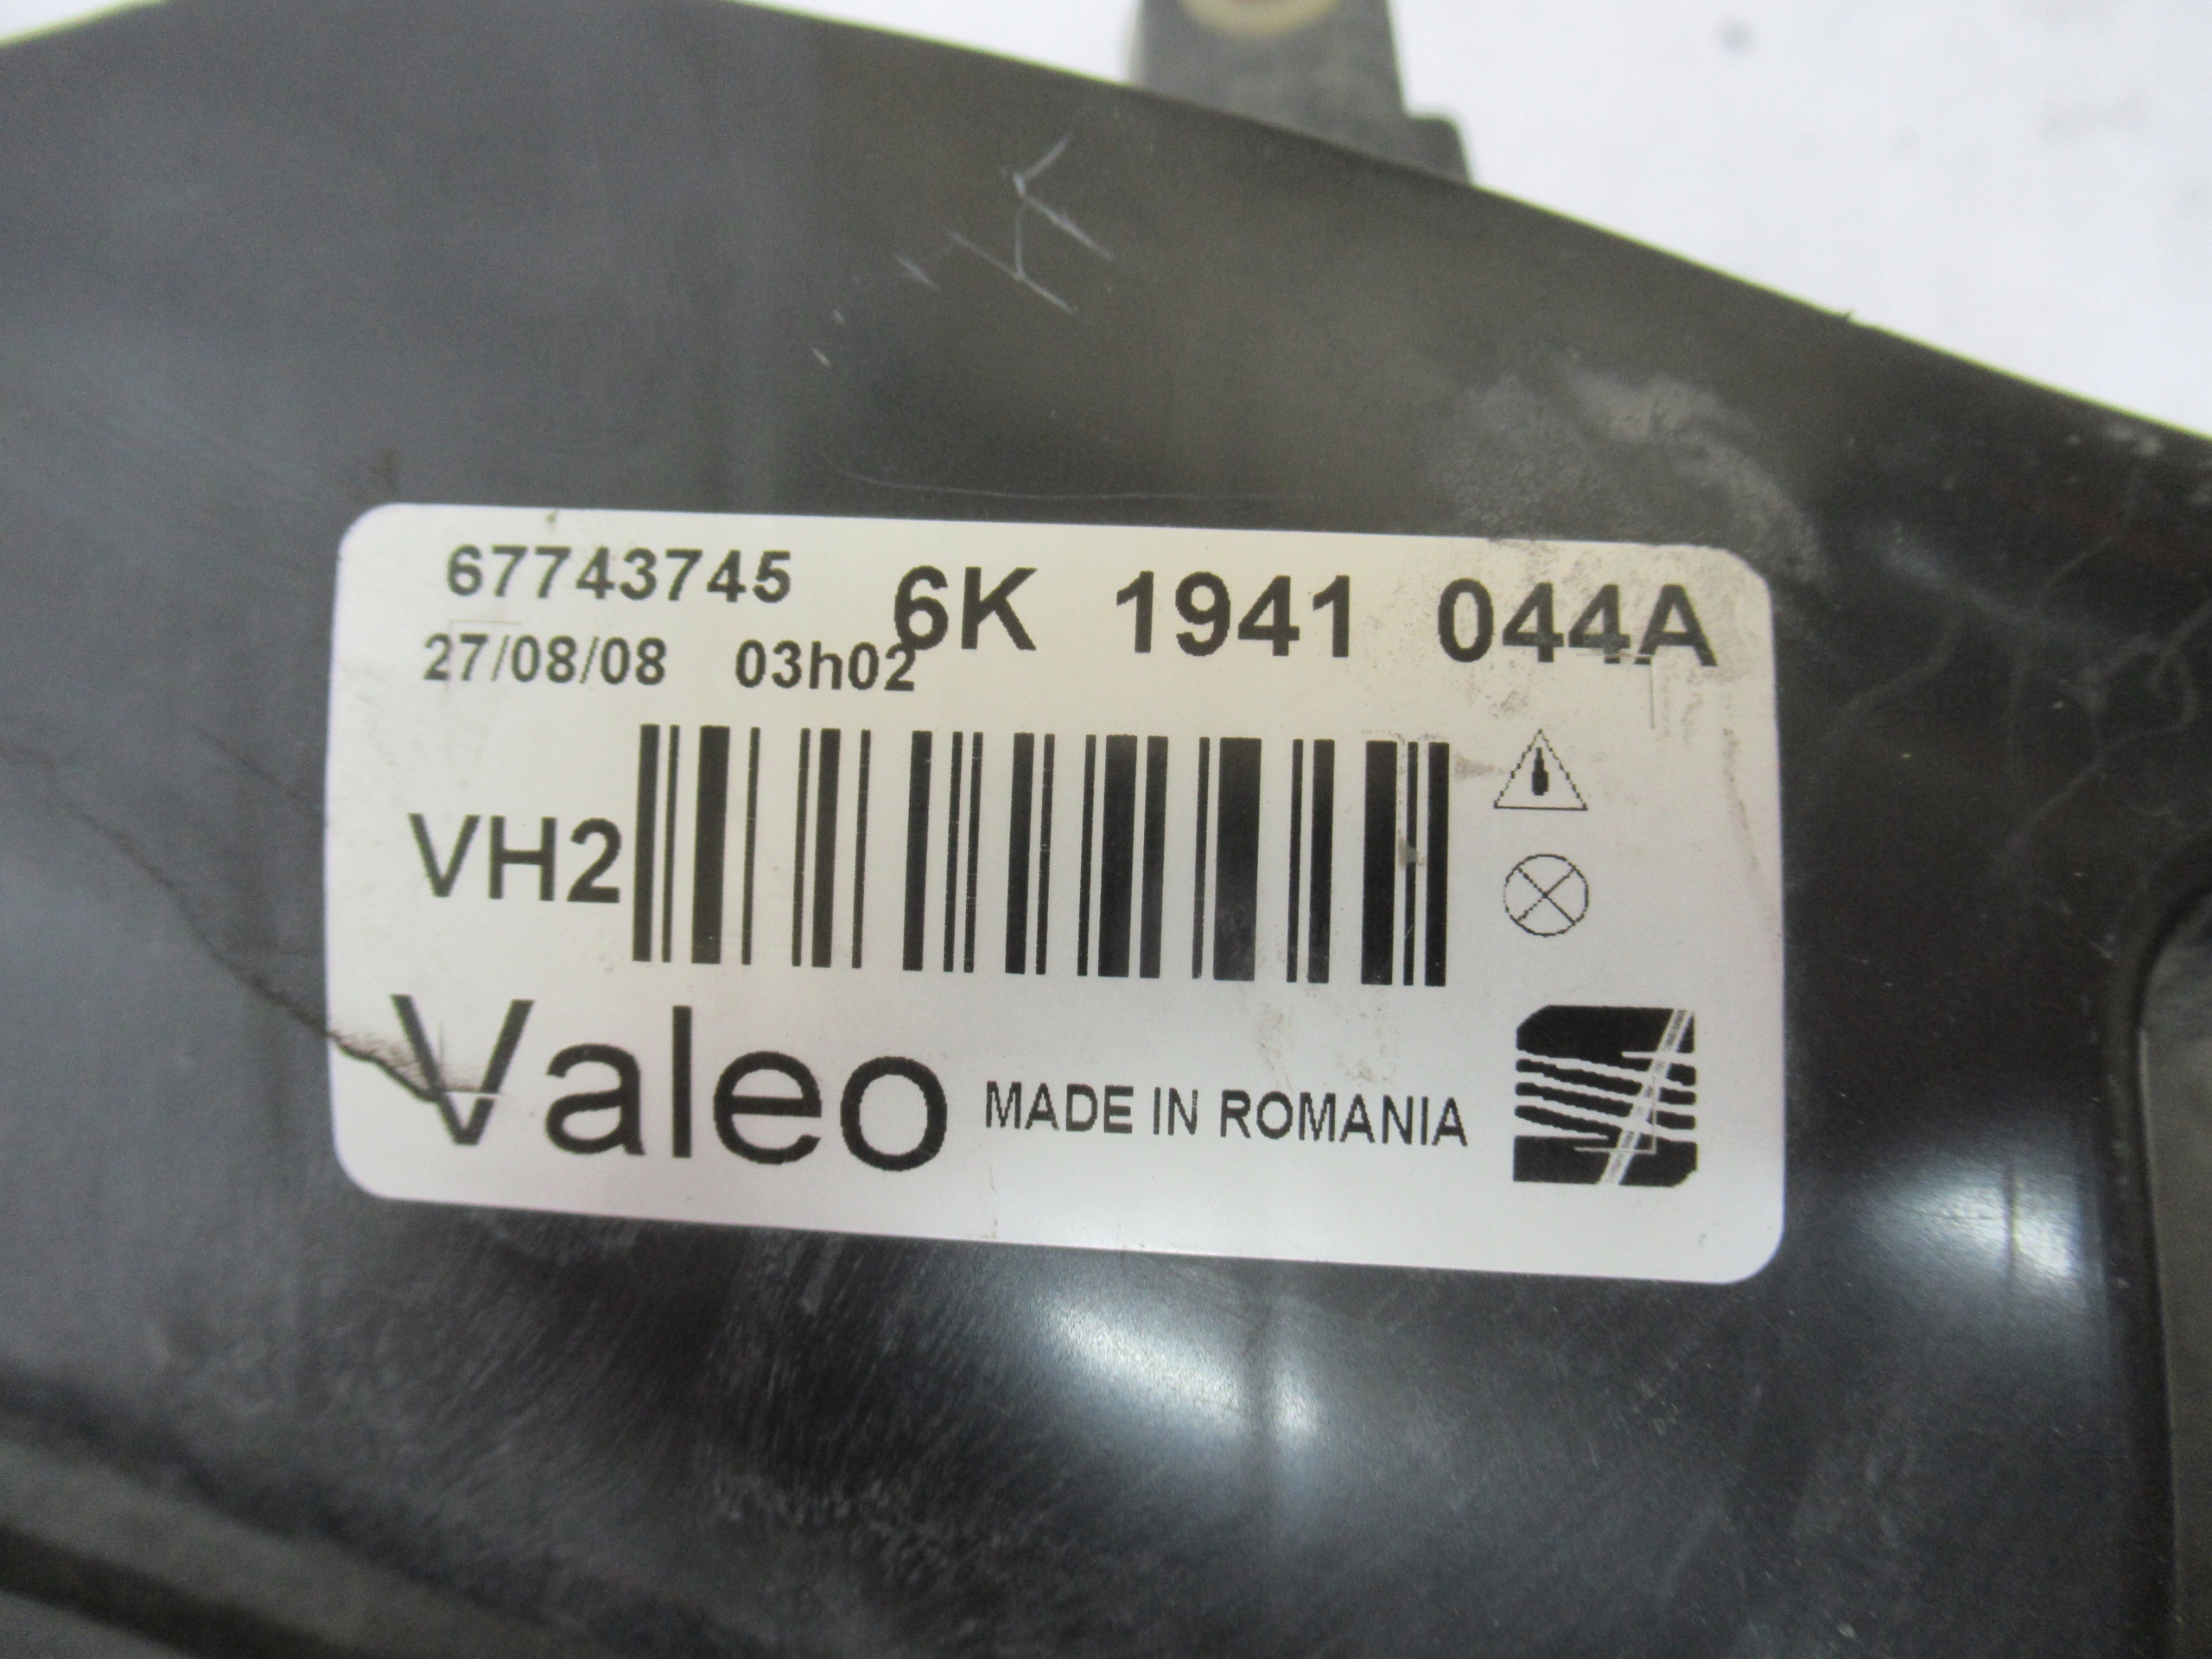 67743745 6K 1941 044A
27/08/08 03h02
VH2
Valeo MADE IN ROMANIA